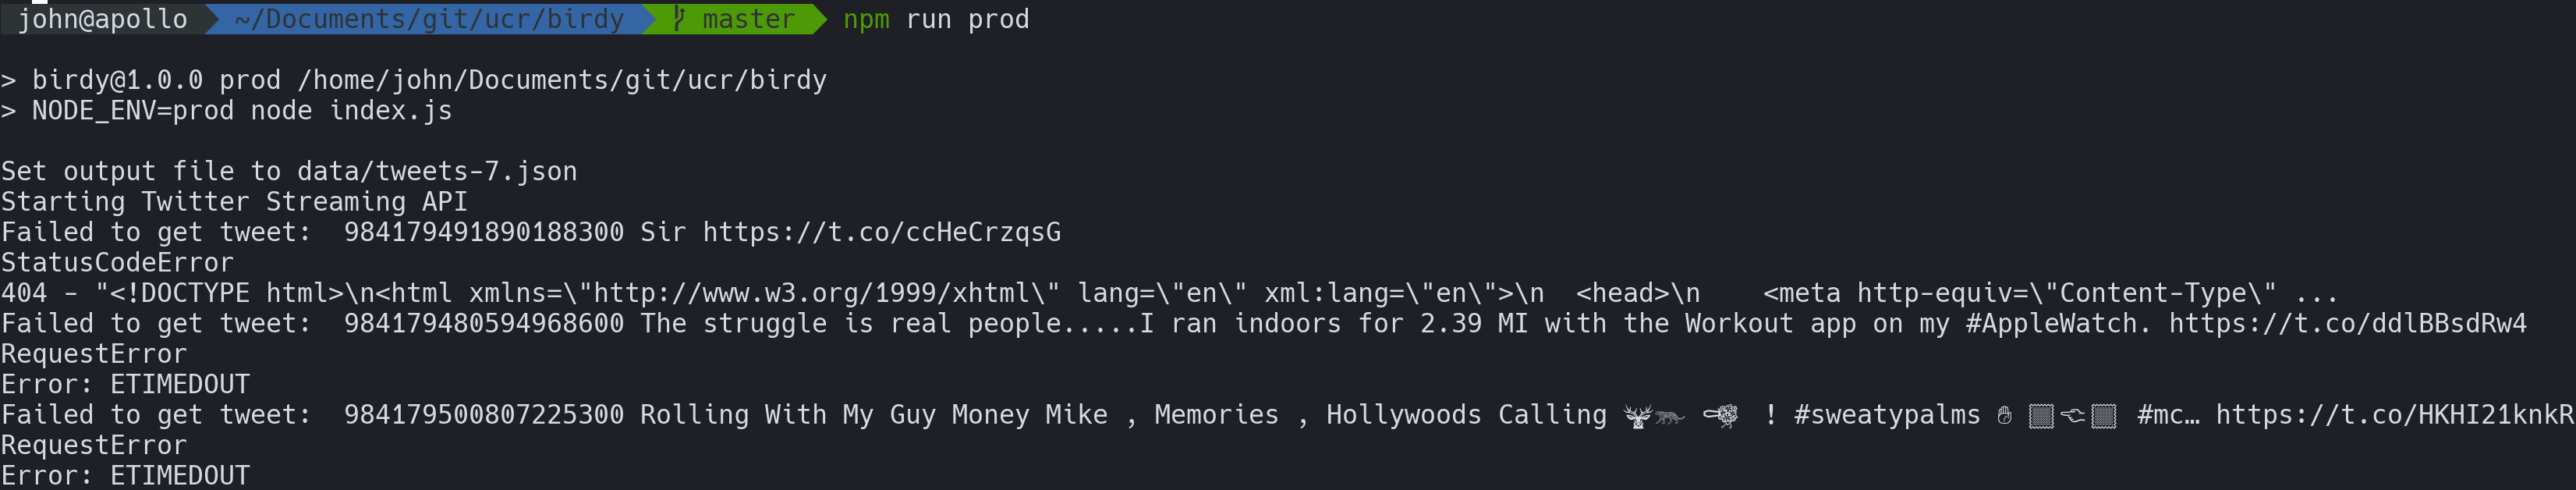 john@apollo ~/Documents/git/ucr/birdy master npm run prod
> birdy@1.0.0 prod /home/john/Documents/git/ucr/birdy
> NODE_ENV=prod node index.js
Set output file to data/tweets-7.json
Starting Twitter Streaming API
Failed to get tweet:  984179491890188300 Sir https://t.co/ccHeCrzqsG
StatusCodeError
404 - "<!DOCTYPE html>\n<html xmlns=\"http://www.w3.org/1999/xhtml\" lang=\"en\" xml:lang=\"en\">\n  <head>\n    <meta http-equiv=\"Content-Type\" ...
Failed to get tweet:  984179480594968600 The struggle is real people.....I ran indoors for 2.39 MI with the Workout app on my #AppleWatch. https://t.co/ddlBBsdRw4
RequestError
Error: ETIMEDOUT
Failed to get tweet:  984179500807225300 Rolling With My Guy Money Mike , Memories , Hollywoods Calling ! #sweatypalms #mc… https://t.co/HKHI21knkR
RequestError
Error: ETIMEDOUT